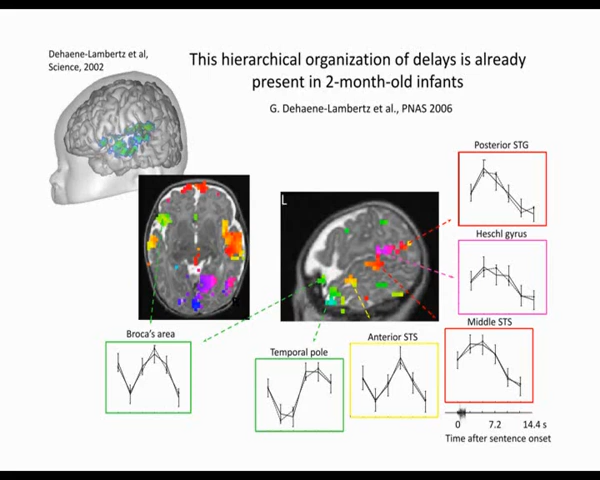 Dehaene-Lambertz et al,
Science, 2002
This hierarchical organization of delays is already
present in 2-month-old infants
G. Dehaene-Lambertz et al., PNAS 2006
Posterior STG
L
Heschl gyrus
Middle STS
Broca's area
Temporal pole
Anterior STS
0 7.2 14.4 s
Time after sentence onset